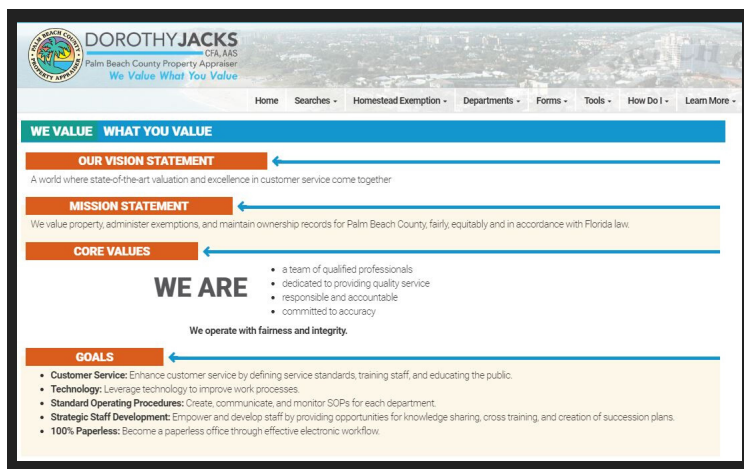 PALM BEACH COUNTY
PROPERTY APPRAISER
DOROTHY JACKS
CFA, AAS
Palm Beach County Property Appraiser
We Value What You Value
Home Searches Homestead Exemption Departments Forms Tools How Do I Learn More
WE VALUE WHAT YOU VALUE
OUR VISION STATEMENT
A world where state-of-the-art valuation and excellence in customer service come together
MISSION STATEMENT
We value property, administer exemptions, and maintain ownership records for Palm Beach County, fairly, equitably and in accordance with Florida law.
CORE VALUES
WE ARE
• a team of qualified professionals
• dedicated to providing quality service
• responsible and accountable
• committed to accuracy
We operate with fairness and integrity.
GOALS
• Customer Service: Enhance customer service by defining service standards, training staff, and educating the public.
• Technology: Leverage technology to improve work processes.
• Standard Operating Procedures: Create, communicate, and monitor SOPs for each department.
• Strategic Staff Development: Empower and develop staff by providing opportunities for knowledge sharing, cross training, and creation of succession plans.
• 100% Paperless: Become a paperless office through effective electronic workflow.